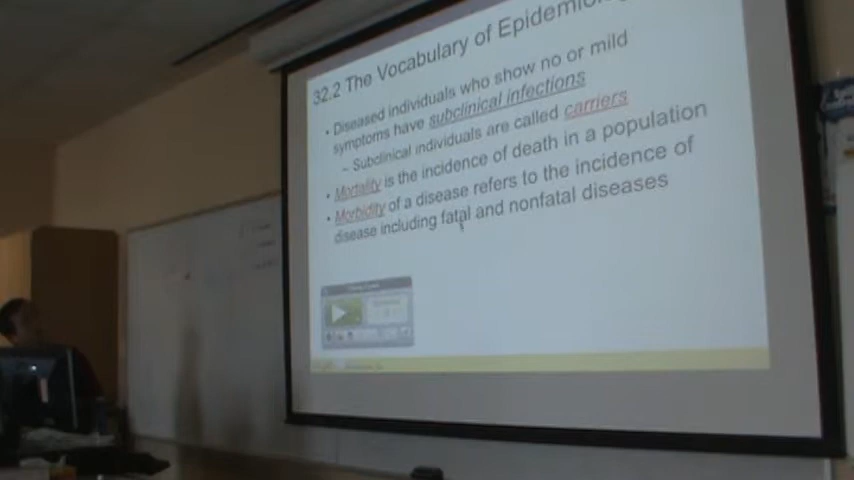 32.2 The Vocabulary of Epidemiolog
• Diseased individuals who show no or mild
symptoms have subclinical infections
– Subclinical individuals are called carriers
• Mortality is the incidence of death in a population
• Morbidity of a disease refers to the incidence of
disease including fatal and nonfatal diseases